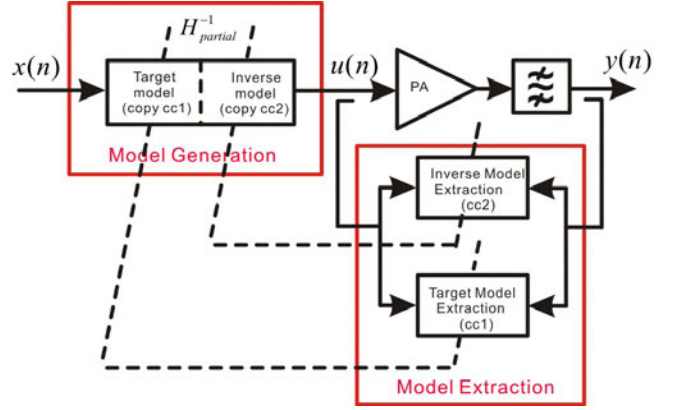 H⁻¹partial
x(n)
u(n)
y(n)
Target
model
(copy cc1)
Inverse
model
(copy cc2)
PA
Model Generation
Inverse Model
Extraction
(cc2)
Target Model
Extraction
(cc1)
Model Extraction